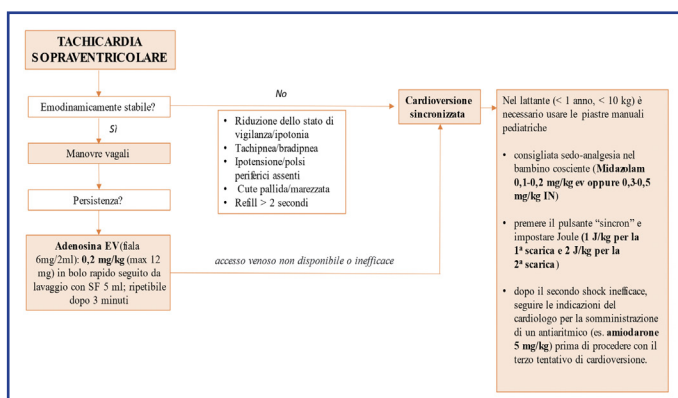 TACHICARDIA
SOPRAVENTRICOLARE
Emodinamicamente stabile?
No
Sì
Manovre vagali
Persistenza?
Adenosina EV(fiala
6mg/2ml): 0,2 mg/kg (max 12
mg) in bolo rapido seguito da
lavaggio con SF 5 ml; ripetibile
dopo 3 minuti
• Riduzione dello stato di
vigilanza/ipotonia
• Tachipnea/bradipnea
• Ipotensione/polsi
periferici assenti
• Cute pallida/marezzata
• Refill > 2 secondi
accesso venoso non disponibile o inefficace
Cardioversione
sincronizzata
Nel lattante (< 1 anno, < 10 kg) è
necessario usare le piastre manuali
pediatriche
• consigliata sedo-analgesia nel
bambino cosciente (Midazolam
0,1-0,2 mg/kg ev oppure 0,3-0,5
mg/kg IN)
• premere il pulsante “sincron” e
impostare Joule (1 J/kg per la
1ª scarica e 2 J/kg per la
2ª scarica)
• dopo il secondo shock inefficace,
seguire le indicazioni del
cardiologo per la somministrazione
di un antiaritmico (es. amiodarone
5 mg/kg) prima di procedere con il
terzo tentativo di cardioversione.